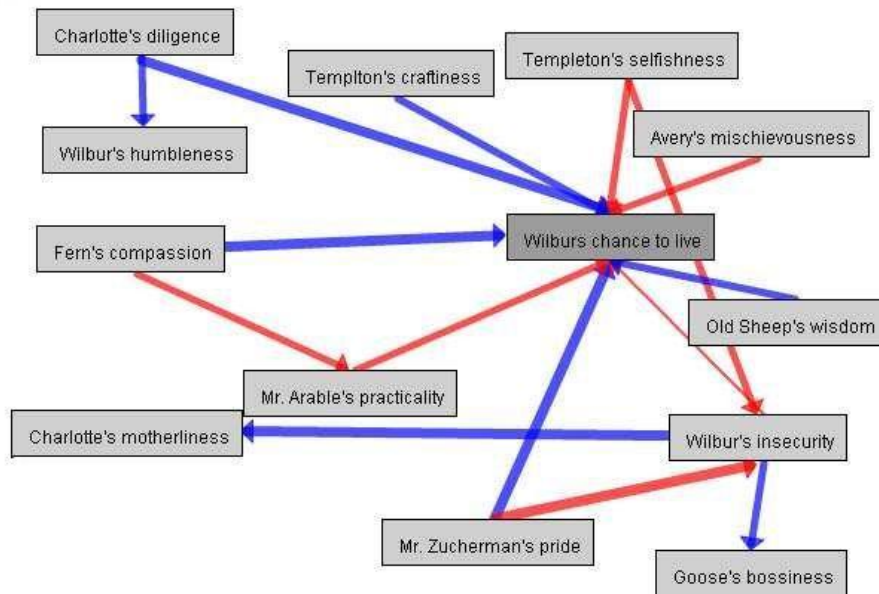 Charlotte's diligence
Templton's craftiness
Templeton's selfishness
Avery's mischievousness
Wilbur's humbleness
Fern's compassion
Wilburs chance to live
Old Sheep's wisdom
Mr. Arable's practicality
Charlotte's motherliness
Wilbur's insecurity
Mr. Zucherman's pride
Goose's bossiness